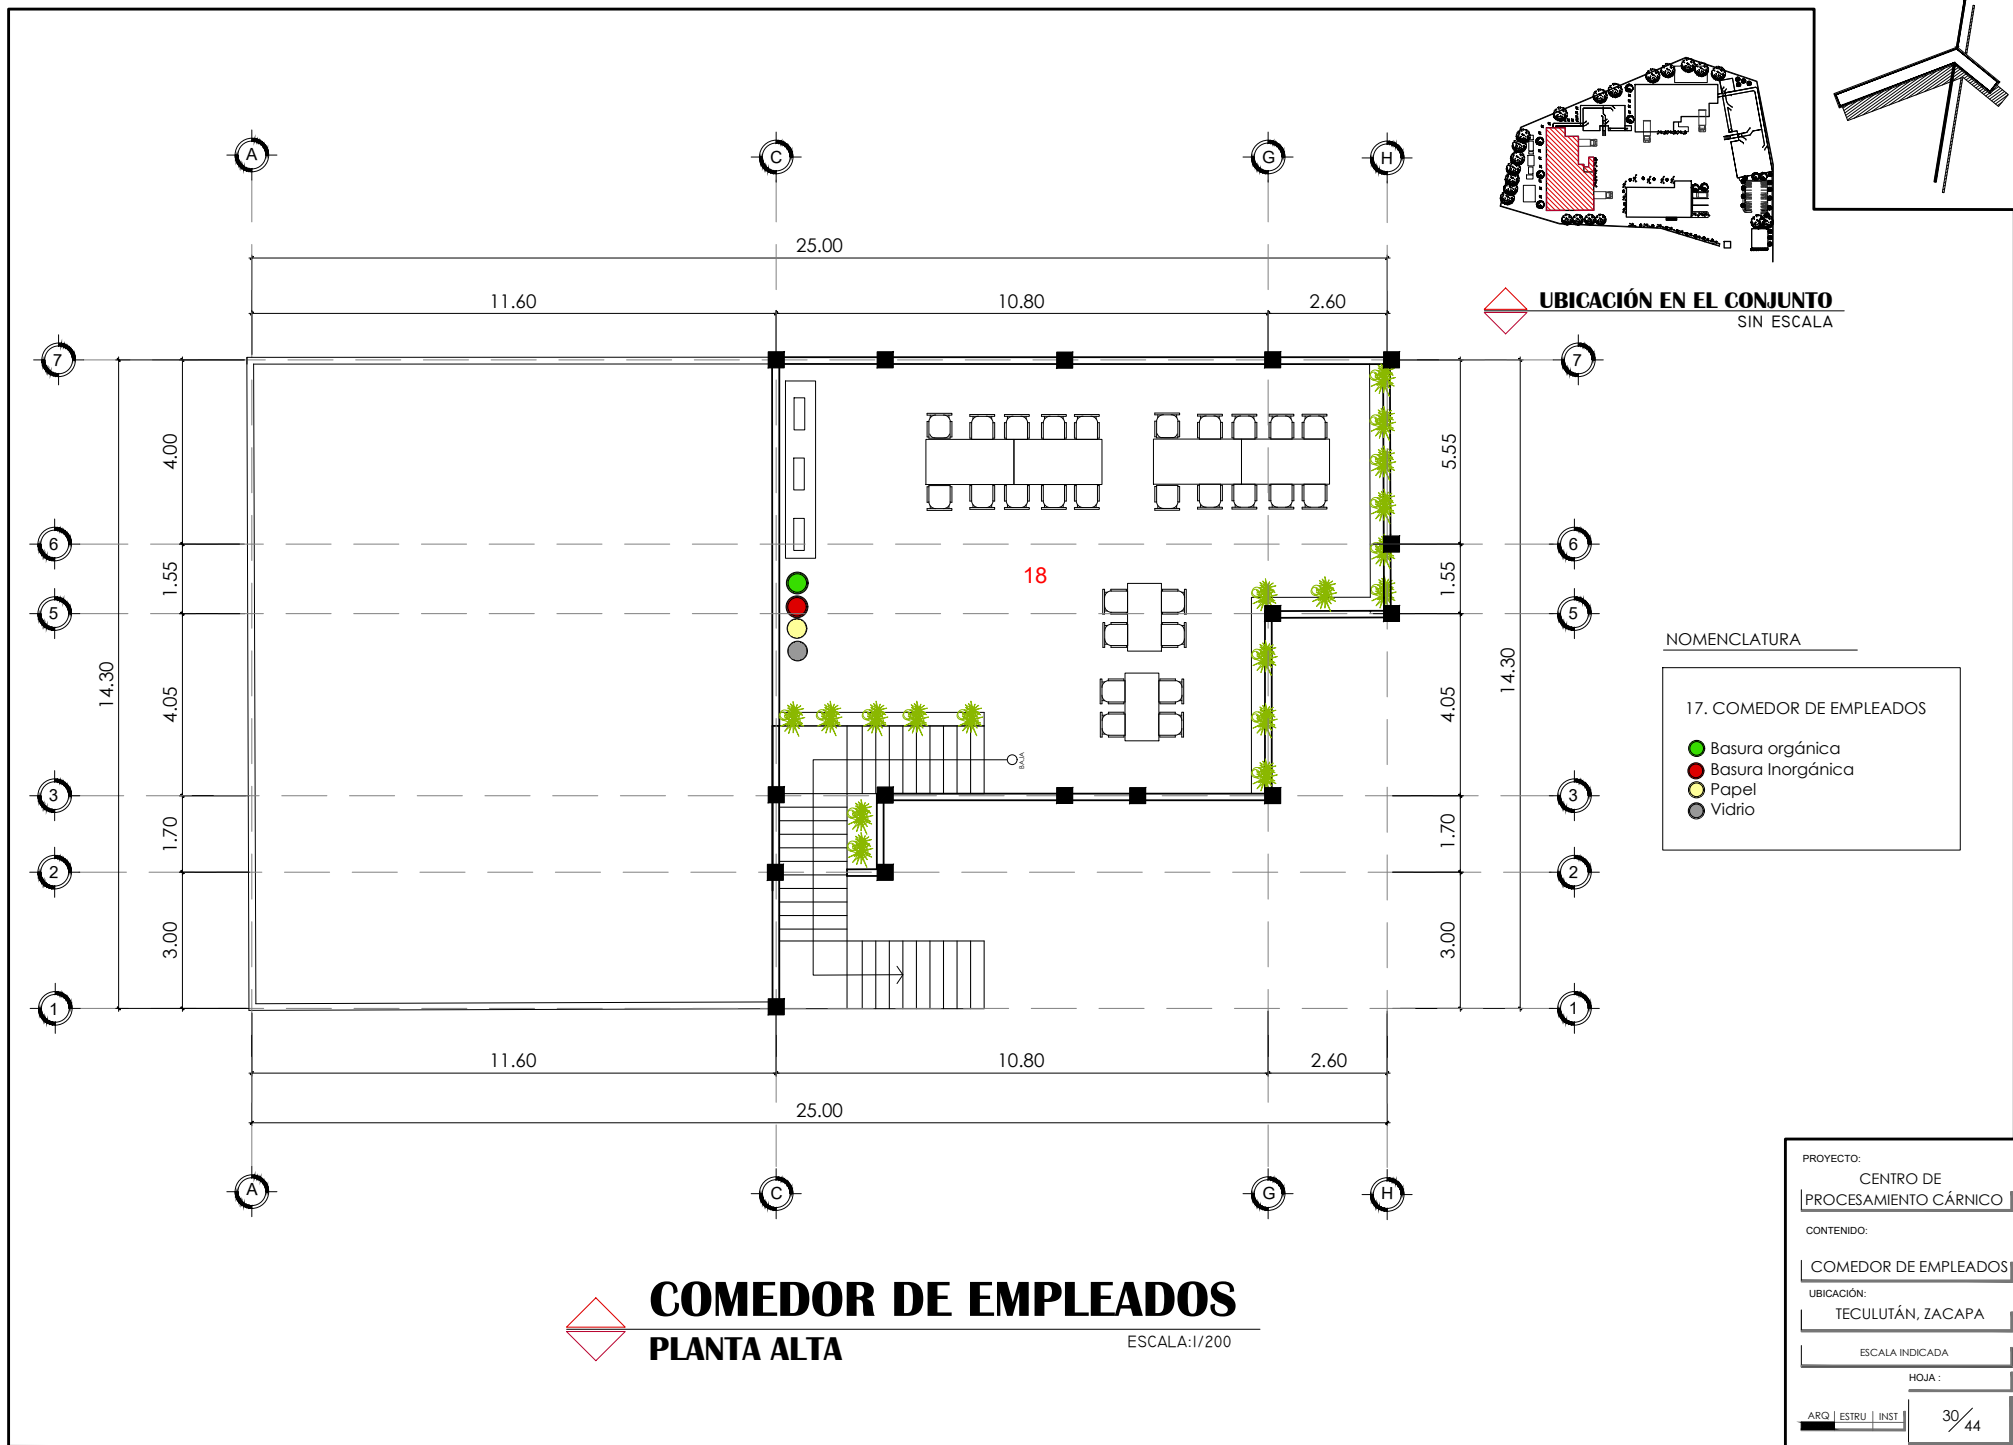 A
C
G
H
25.00
11.60
10.80
2.60
UBICACIÓN EN EL CONJUNTO
SIN ESCALA
7
7
4.00
5.55
6
6
18
1.55
1.55
5
5
14.30
14.30
4.05
4.05
NOMENCLATURA
17. COMEDOR DE EMPLEADOS
Basura orgánica
Basura Inorgánica
Papel
Vidrio
BAJA
3
3
1.70
1.70
2
2
3.00
3.00
1
1
11.60
10.80
2.60
25.00
A
C
G
H
COMEDOR DE EMPLEADOS
PLANTA ALTA
ESCALA:1/200
PROYECTO:
CENTRO DE
PROCESAMIENTO CÁRNICO
CONTENIDO:
COMEDOR DE EMPLEADOS
UBICACIÓN:
TECULUTÁN, ZACAPA
ESCALA INDICADA
HOJA :
ARQ ESTRU INST
30/44